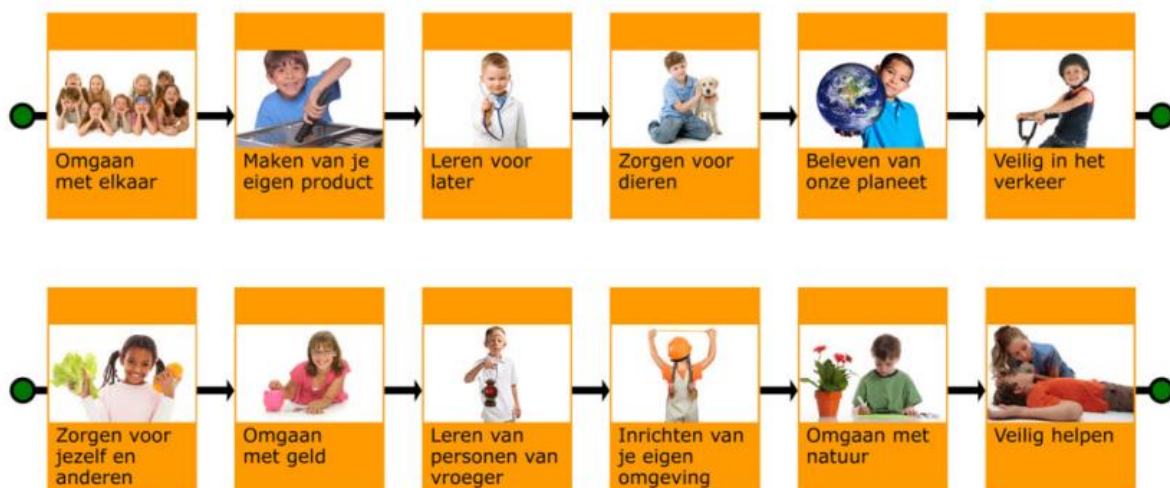 Omgaan
met elkaar
Maken van je
eigen product
Leren voor
later
Zorgen voor
dieren
Beleven van
onze planeet
Veilig in het
verkeer
Zorgen voor
jezelf en
anderen
Omgaan
met geld
Leren van
personen van
vroeger
Inrichten van
je eigen
omgeving
Omgaan met
natuur
Veilig helpen